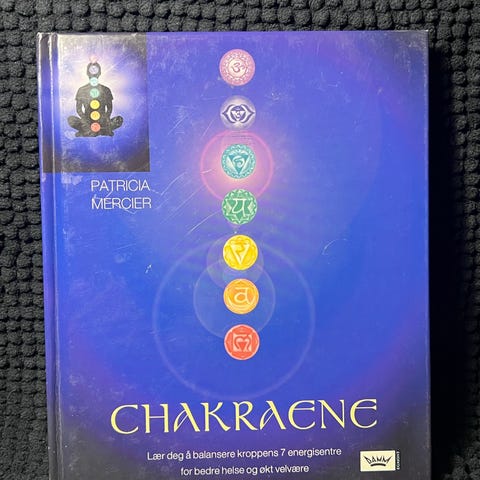 PATRICIA
MERCIER
CHAKRAENE
Lær deg å balansere kroppens 7 energisentre
for bedre helse og økt velvære
DAMM